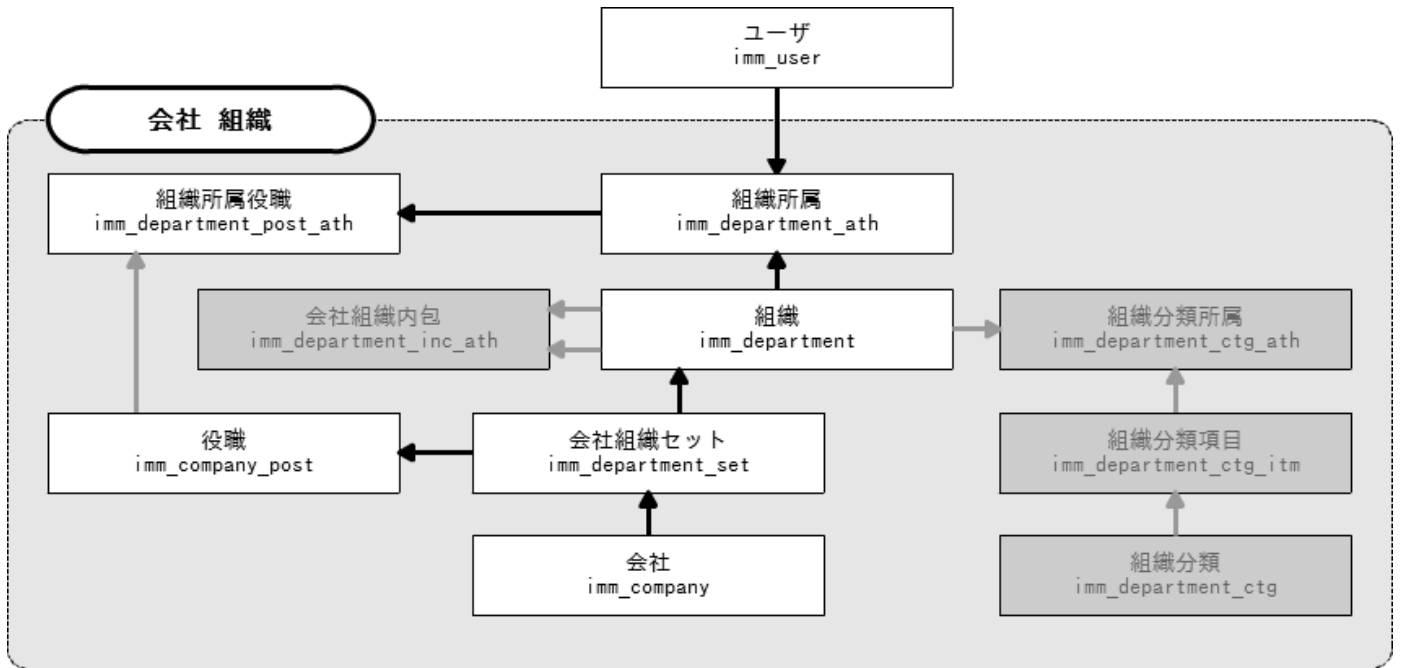 ユーザ
imm_user
会社 組織
組織所属役職
imm_department_post_ath
組織所属
imm_department_ath
会社組織内包
imm_department_inc_ath
組織
imm_department
組織分類所属
imm_department_ctg_ath
役職
imm_company_post
会社組織セット
imm_department_set
組織分類項目
imm_department_ctg_itm
会社
imm_company
組織分類
imm_department_ctg